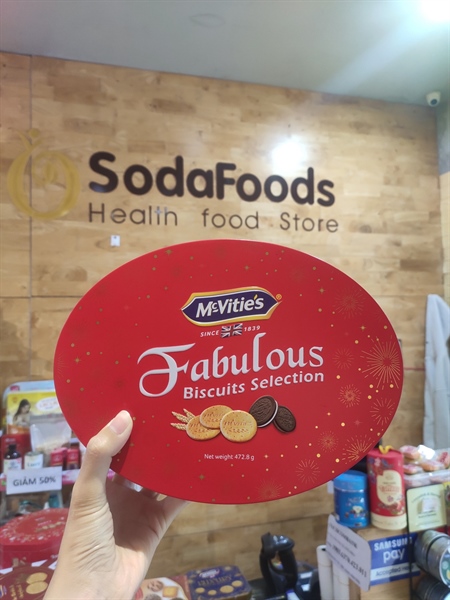 SodaFoods
Health food Store
McVitie's
SINCE 1839
Fabulous
Biscuits Selection
Net weight 472.8 g
GIẢM 50%
SAMSUNG
pay